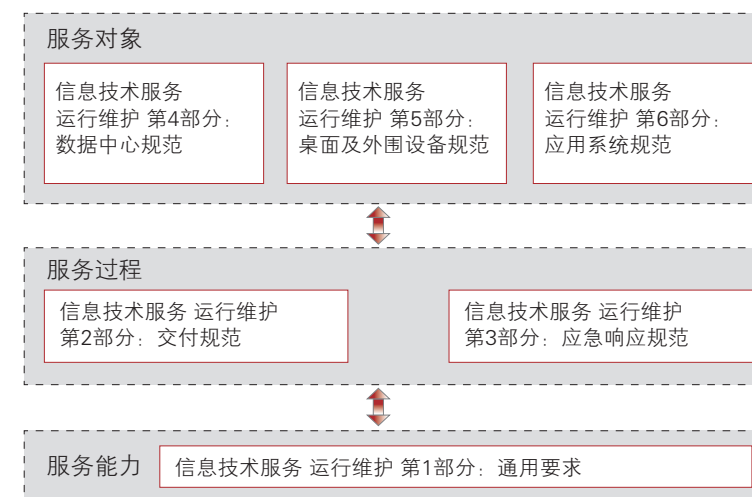 服务对象
信息技术服务
运行维护 第4部分：
数据中心规范
信息技术服务
运行维护 第5部分：
桌面及外围设备规范
信息技术服务
运行维护 第6部分：
应用系统规范
服务过程
信息技术服务 运行维护
第2部分：交付规范
信息技术服务 运行维护
第3部分：应急响应规范
服务能力
信息技术服务 运行维护 第1部分：通用要求